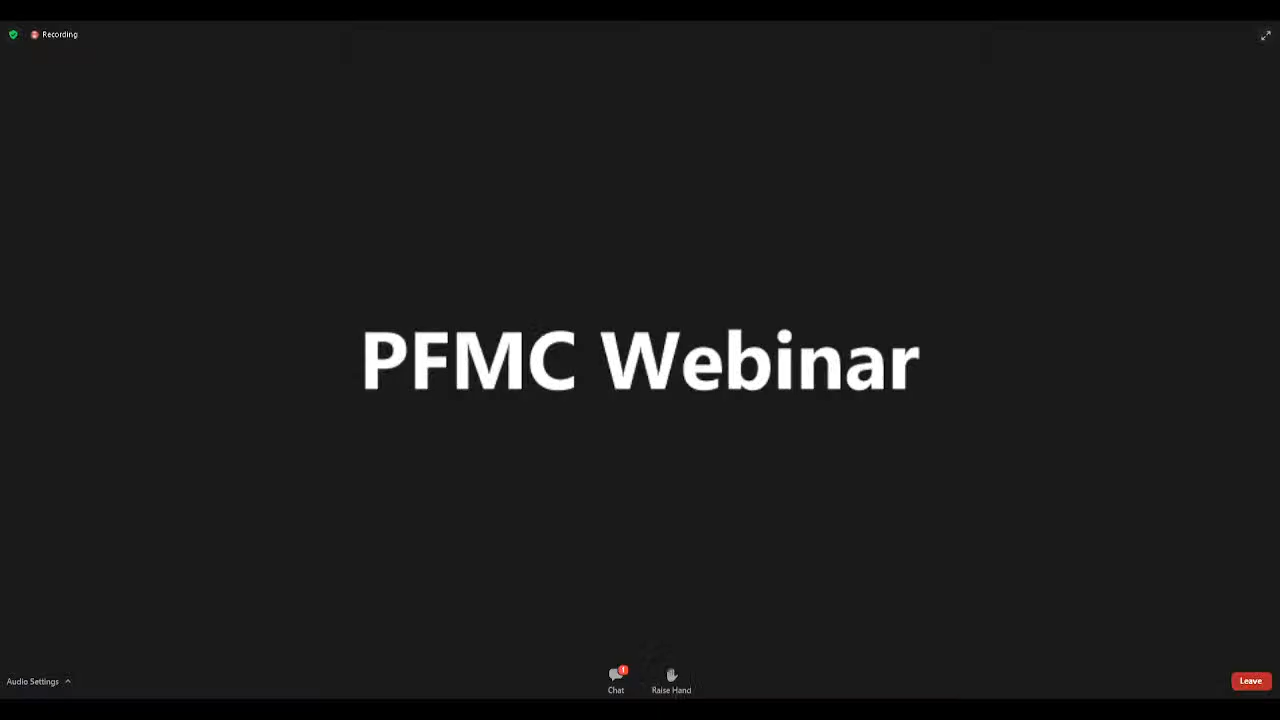 Recording
PFMC Webinar
Audio Settings
Chat
Raise Hand
Leave